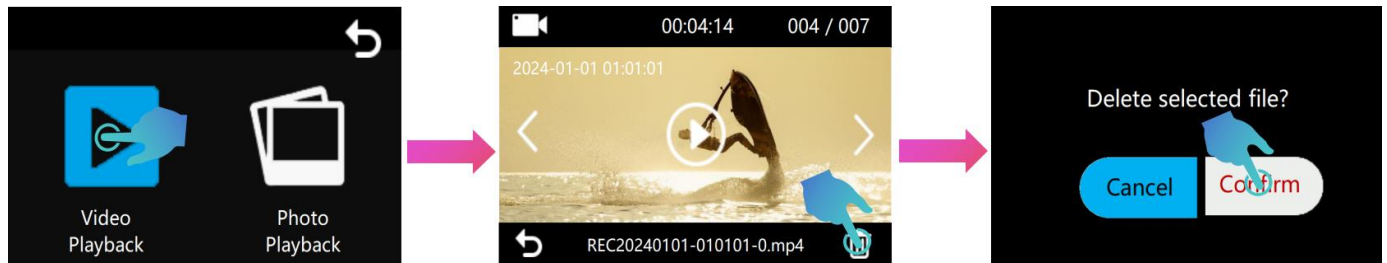 Video
Playback
Photo
Playback
00:04:14 004 / 007
2024-01-01 01:01:01
REC20240101-010101-0.mp4
Delete selected file?
Cancel
Confirm